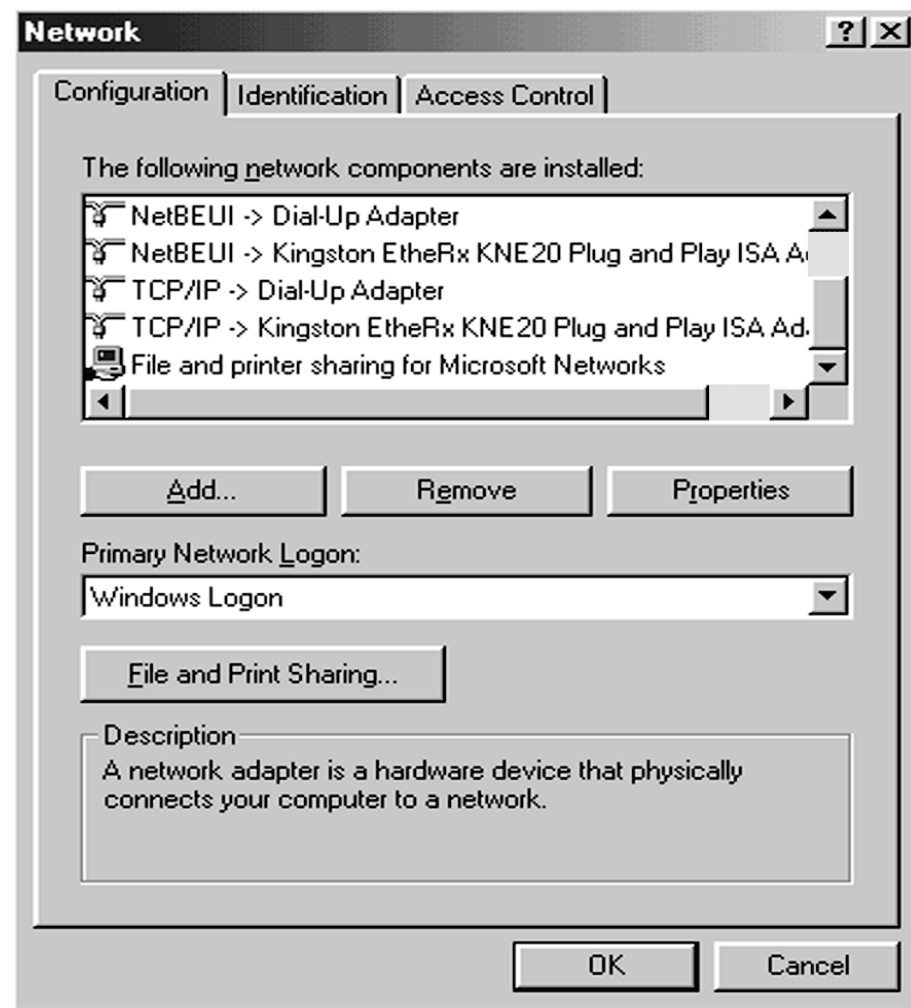 Network
Configuration Identification Access Control
The following network components are installed:
NetBEUI -> Dial-Up Adapter
NetBEUI -> Kingston EtheRx KNE20 Plug and Play ISA A
TCP/IP -> Dial-Up Adapter
TCP/IP -> Kingston EtheRx KNE20 Plug and Play ISA Ad
File and printer sharing for Microsoft Networks
Add... Remove Properties
Primary Network Logon:
Windows Logon
File and Print Sharing...
Description
A network adapter is a hardware device that physically
connects your computer to a network.
OK Cancel